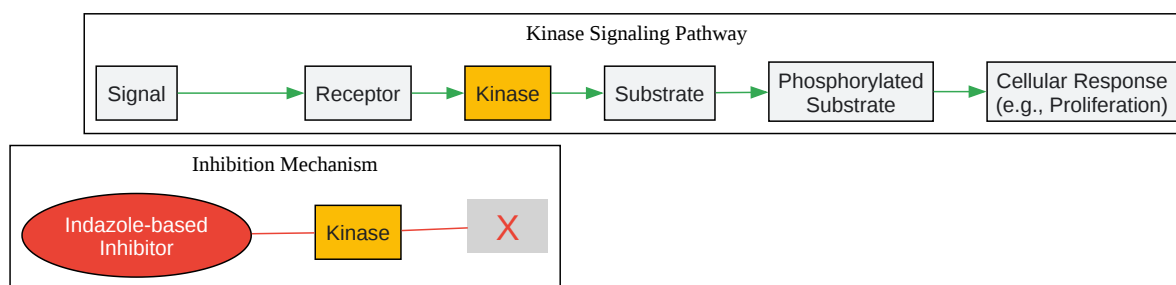 Kinase Signaling Pathway
Signal
Receptor
Kinase
Substrate
Phosphorylated
Substrate
Cellular Response
(e.g., Proliferation)
Inhibition Mechanism
Indazole-based
Inhibitor
Kinase
X